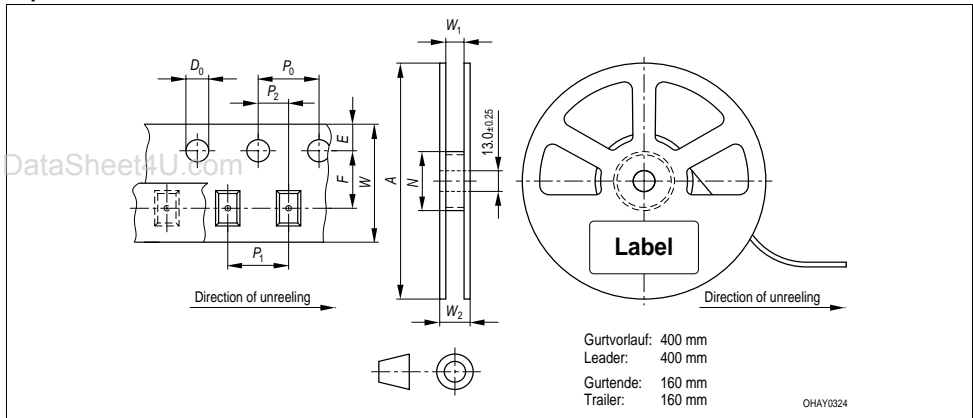 W1
D0
P0
P2
13.0±0.25
E
F
W
A
N
DataSheet4U.com
Label
P1
Direction of unreeling
W2
Direction of unreeling
Gurtvorlauf: 400 mm
Leader: 400 mm
Gurtende: 160 mm
Trailer: 160 mm
OHAY0324